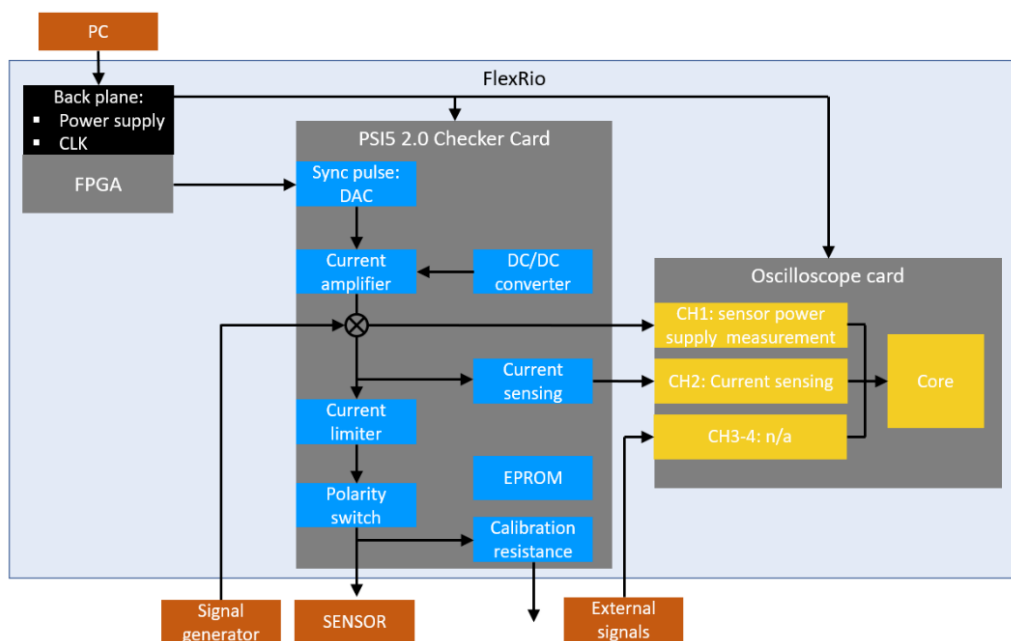 PC
FlexRio
Back plane:
▪ Power supply
▪ CLK
FPGA
PSI5 2.0 Checker Card
Sync pulse:
DAC
Current
amplifier
DC/DC
converter
Oscilloscope card
CH1: sensor power
supply measurement
Current
sensing
CH2: Current sensing
Core
Current
limiter
CH3-4: n/a
EPROM
Polarity
switch
Calibration
resistance
Signal
generator
SENSOR
External
signals